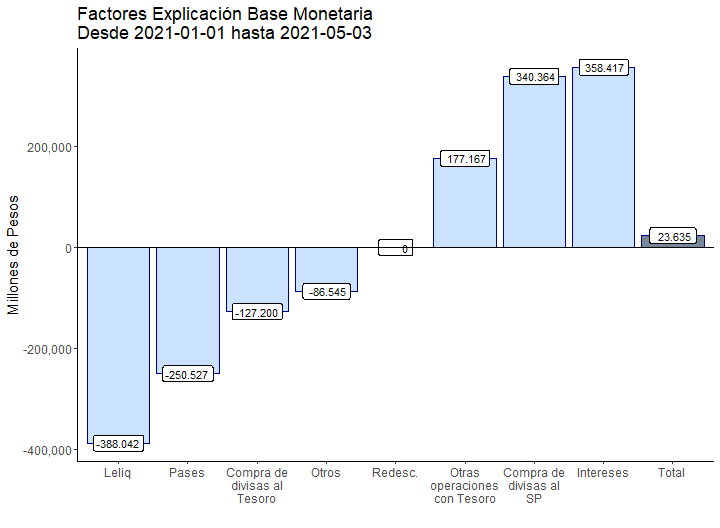 Factores Explicación Base Monetaria
Desde 2021-01-01 hasta 2021-05-03
Millones de Pesos
200,000
0
-200,000
-400,000
-388.042
-250.527
-127.200
-86.545
0
177.167
340.364
358.417
23.635
Leliq
Pases
Compra de
divisas al
Tesoro
Otros
Redesc.
Otras
operaciones
con Tesoro
Compra de
divisas al
SP
Intereses
Total